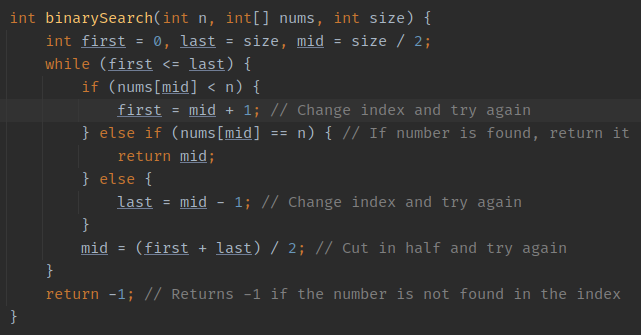 int binarySearch(int n, int[] nums, int size) {
    int first = 0, last = size, mid = size / 2;
    while (first <= last) {
        if (nums[mid] < n) {
            first = mid + 1; // Change index and try again
        } else if (nums[mid] == n) { // If number is found, return it
            return mid;
        } else {
            last = mid - 1; // Change index and try again
        }
        mid = (first + last) / 2; // Cut in half and try again
    }
    return -1; // Returns -1 if the number is not found in the index
}